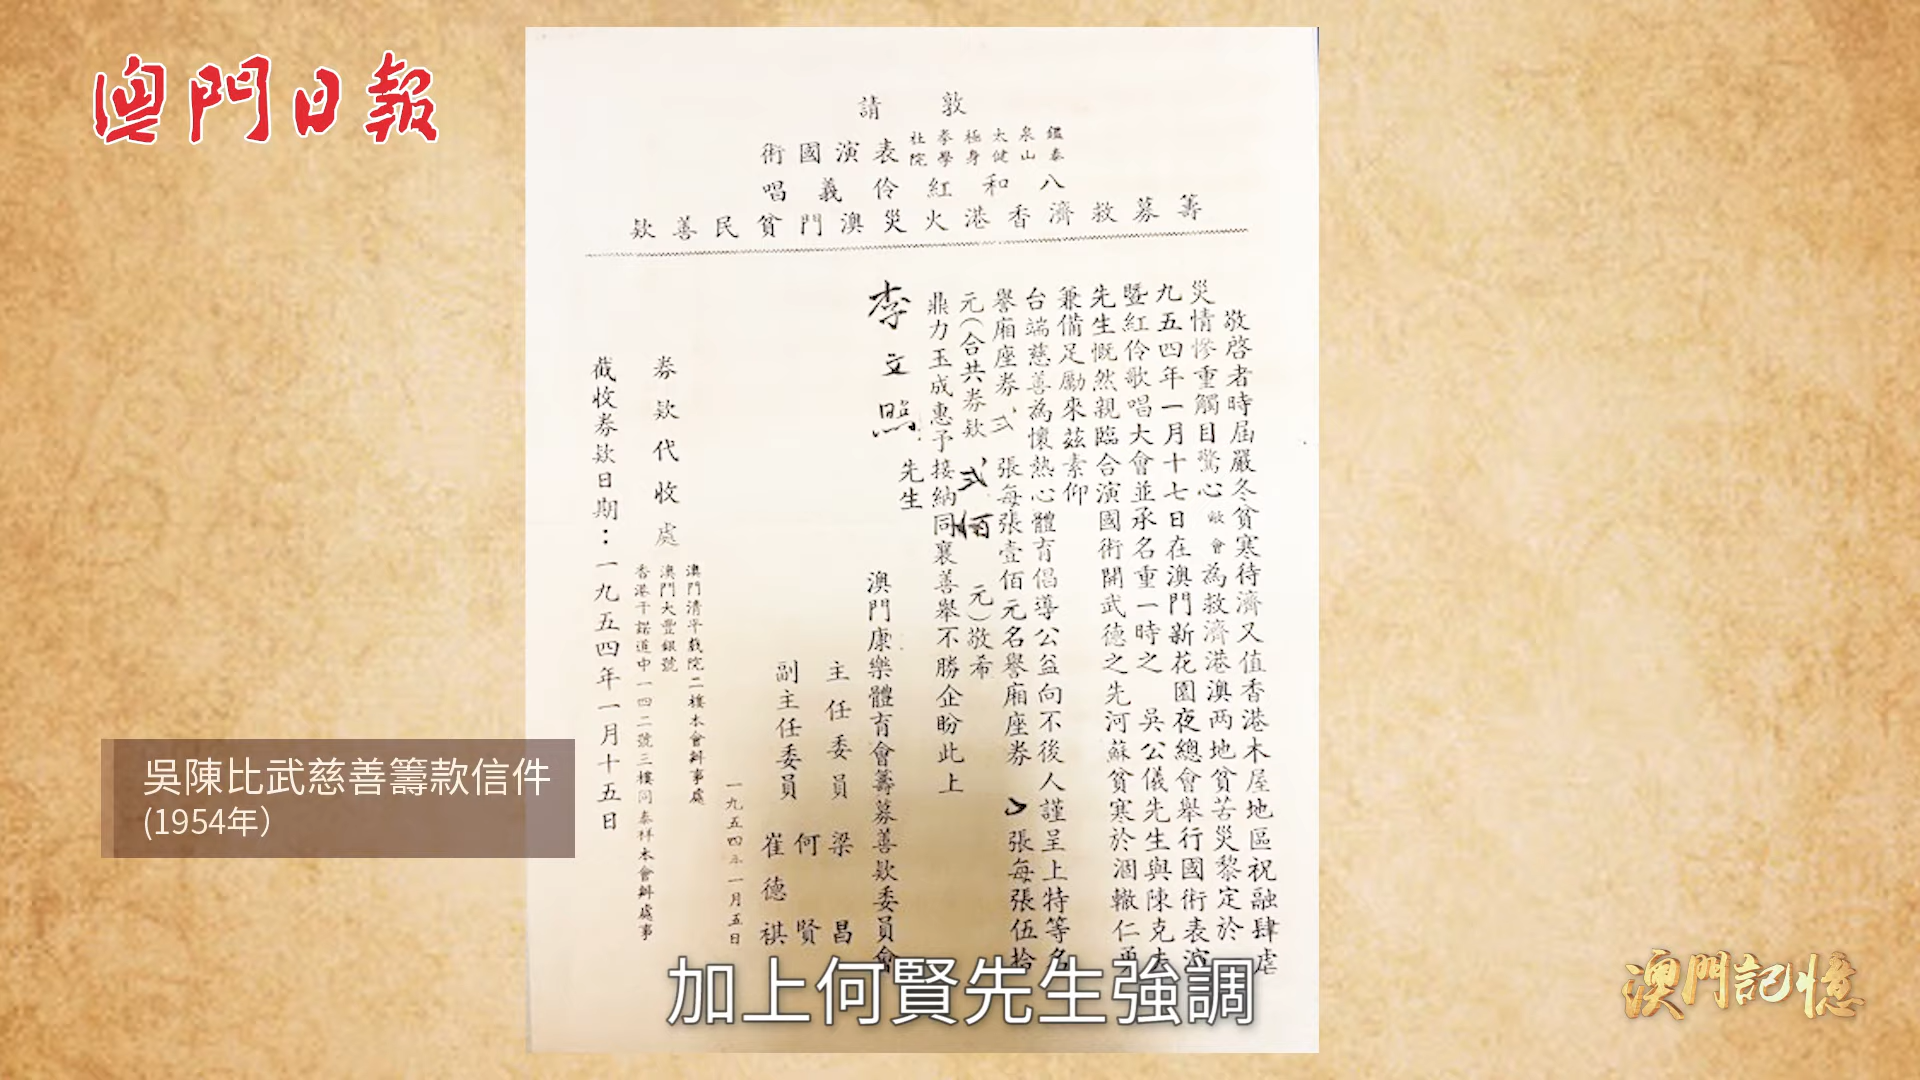 澳門日報
敦請
鑑泉太極拳社
泰山健身學院
表演國術
八和紅伶義唱
籌募救濟香港火災澳門貧民善款
敬啓者時屆嚴冬貧寒待濟又值香港木屋地區祝融肆虐
災情慘重觸目驚心敝會為救濟港澳两地貧苦災黎定於
九五四年一月十七日在澳門新花園夜總會舉行國術表演
暨紅伶歌唱大會並承名重一時之 吳公儀先生與陳克夫
先生慨然親臨合演國術開武德之先河蘇貧寒於涸轍仁勇
兼備足勵來茲素仰
台端慈善為懷熱心體育倡導公益向不後人謹呈上特等名
譽廂座券弍張每張壹佰元名譽廂座券 張每張伍拾
元(合共券款弍佰元)敬希
鼎力玉成惠予接納同襄善舉不勝企盼此上
李文照先生
澳門康樂體育會籌募善款委員會
主任委員 梁昌
何賢
副主任委員 崔德祺
一九五四年一月五日
券款代收處
澳門清平戲院二樓本會辦事處
澳門大豐銀號
香港干諾道中一四二號三樓同泰祥本會辦處事
截收券款日期：一九五四年一月十五日
吳陳比武慈善籌款信件
(1954年）
加上何賢先生強調
澳門記憶